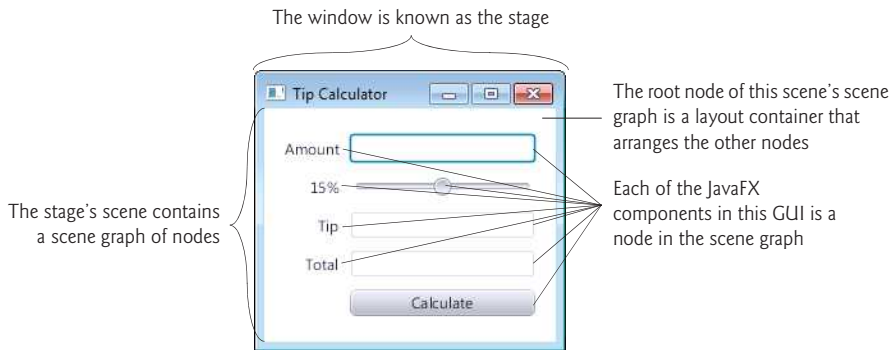 The window is known as the stage
Tip Calculator
The root node of this scene's scene
graph is a layout container that
arranges the other nodes
Amount
15%
Each of the JavaFX
components in this GUI is a
node in the scene graph
The stage's scene contains
a scene graph of nodes
Tip
Total
Calculate